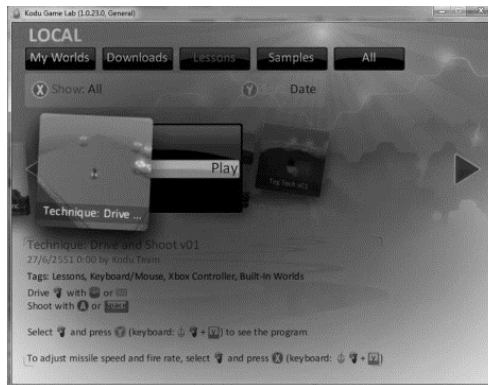 Kodu Game Lab (1.0.23.0, General)
LOCAL
My Worlds Downloads Lessons Samples All
X Show: All Y Date
Play
Technique: Drive ...
Technique: Drive and Shoot v01
27/6/2551 0:00 by Kodu Team
Tags: Lessons, Keyboard/Mouse, Xbox Controller, Built-In Worlds
Drive with or
Shoot with A or Space
Select and press Y (keyboard: + Y) to see the program
To adjust missile speed and fire rate, select and press X (keyboard: + )